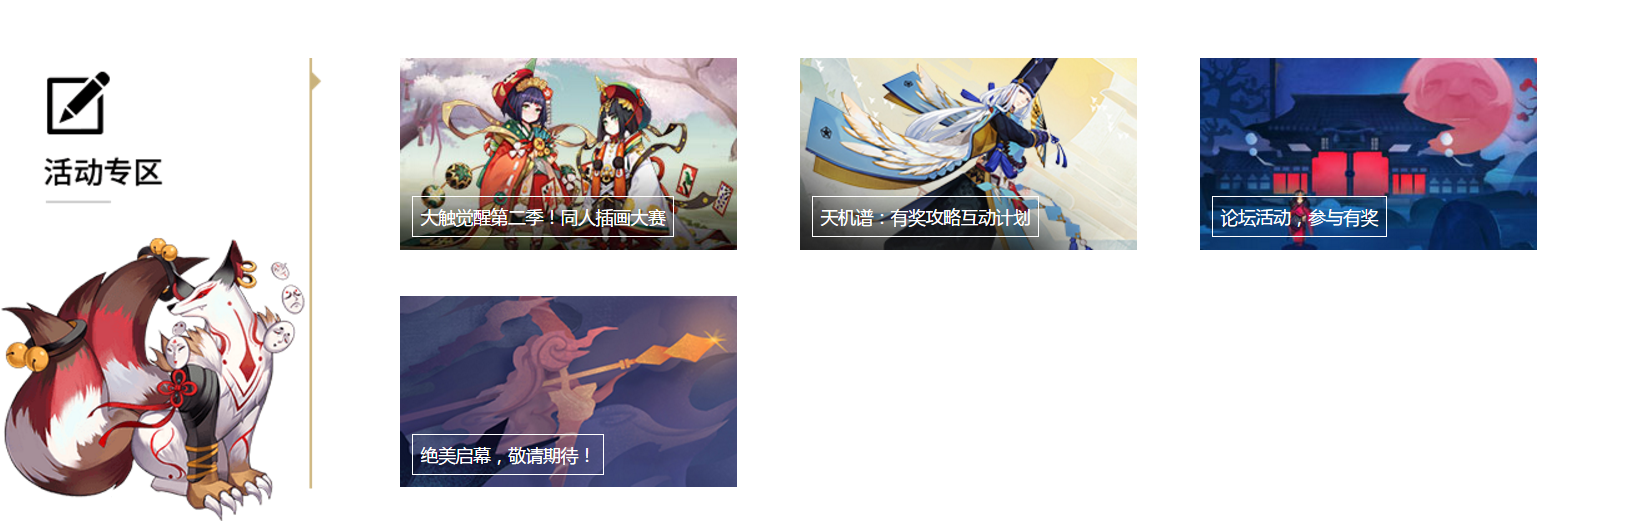 活动专区
大触觉醒第二季！同人插画大赛
天机谱：有奖攻略互动计划
论坛活动，参与有奖
绝美启幕，敬请期待！